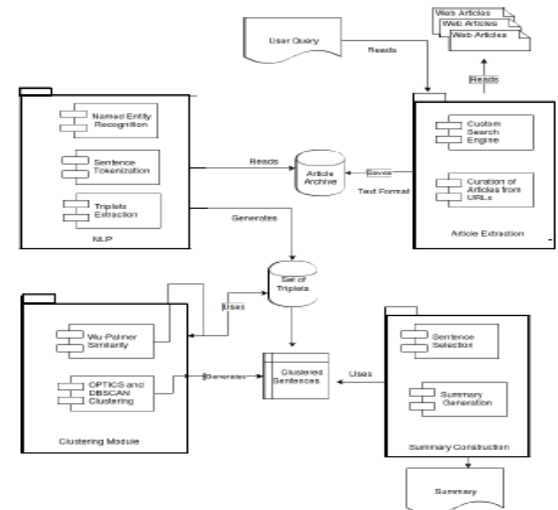 Web Articles
Web Articles
Web Articles
User Query
Reads
Reads
Named Entity
Recognition
Sentence
Tokenization
Triplets
Extraction
NLP
Reads
Article
Archive
Saves
Text Format
Custom
Search
Engine
Curation of
Articles from
URLs
Article Extraction
Generates
Set of
Triplets
Uses
Wu-Palmer
Similarity
OPTICS and
DBSCAN
Clustering
Clustering Module
Generates
Clustered
Sentences
Uses
Sentence
Selection
Summary
Generation
Summary Construction
Summary